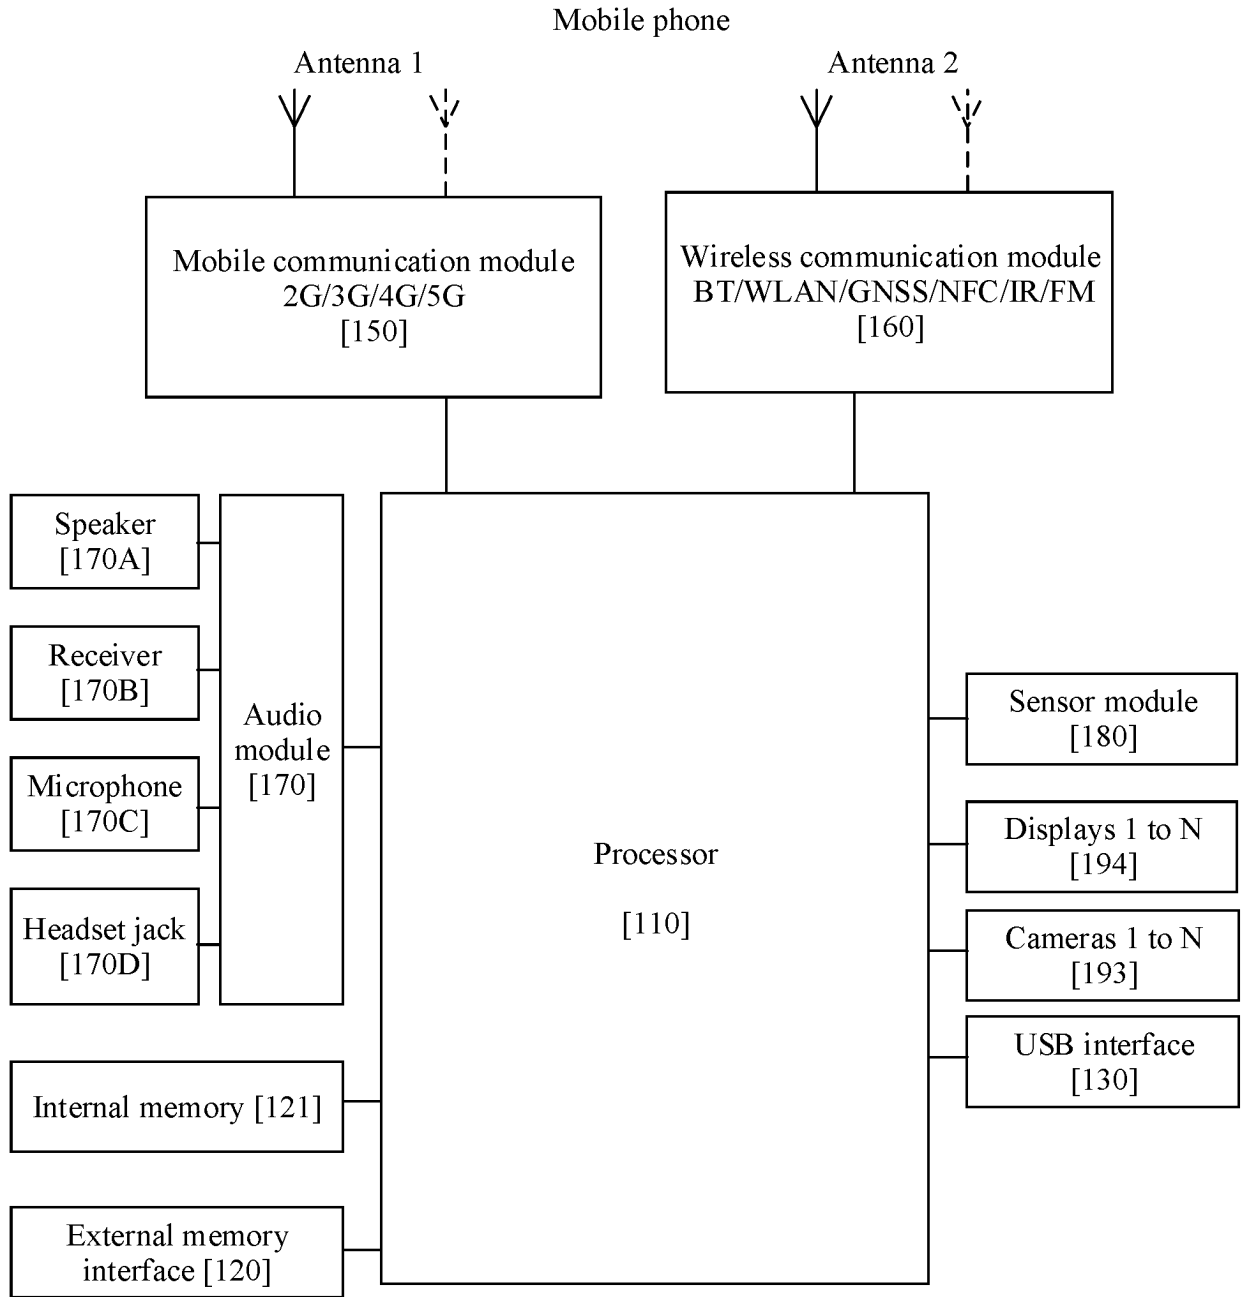 Mobile phone
Antenna 1
Antenna 2
Mobile communication module
2G/3G/4G/5G
[150]
Wireless communication module
BT/WLAN/GNSS/NFC/IR/FM
[160]
Speaker
[170A]
Receiver
[170B]
Microphone
[170C]
Headset jack
[170D]
Audio
module
[170]
Internal memory [121]
External memory
interface [120]
Processor
[110]
Sensor module
[180]
Displays 1 to N
[194]
Cameras 1 to N
[193]
USB interface
[130]